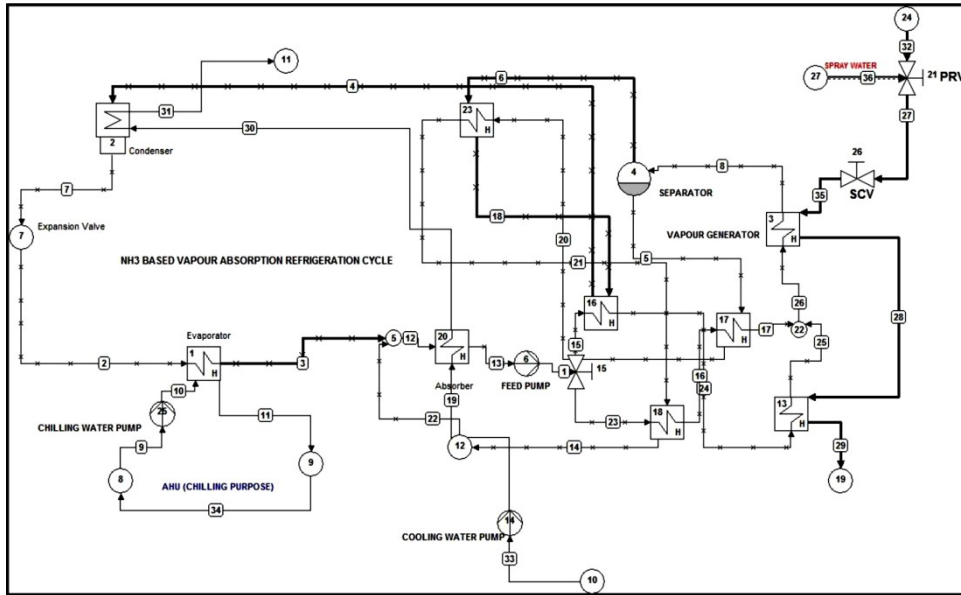 24
32
11
6
SPRAY WATER
27
36
21
PRV
4
31
23
H
27
26
30
2
Condenser
4
8
SEPARATOR
SCV
35
7
18
3
H
VAPOUR GENERATOR
7
Expansion Valve
20
NH3 BASED VAPOUR ABSORPTION REFRIGERATION CYCLE
21
5
28
16
H
26
17
H
17
22
Evaporator
5
12
20
H
15
25
2
1
H
3
13
6
1
15
16
Absorber
FEED PUMP
24
10
19
18
H
13
H
25
11
22
23
CHILLING WATER PUMP
9
12
14
29
8
9
19
AHU (CHILLING PURPOSE)
34
14
COOLING WATER PUMP
33
10